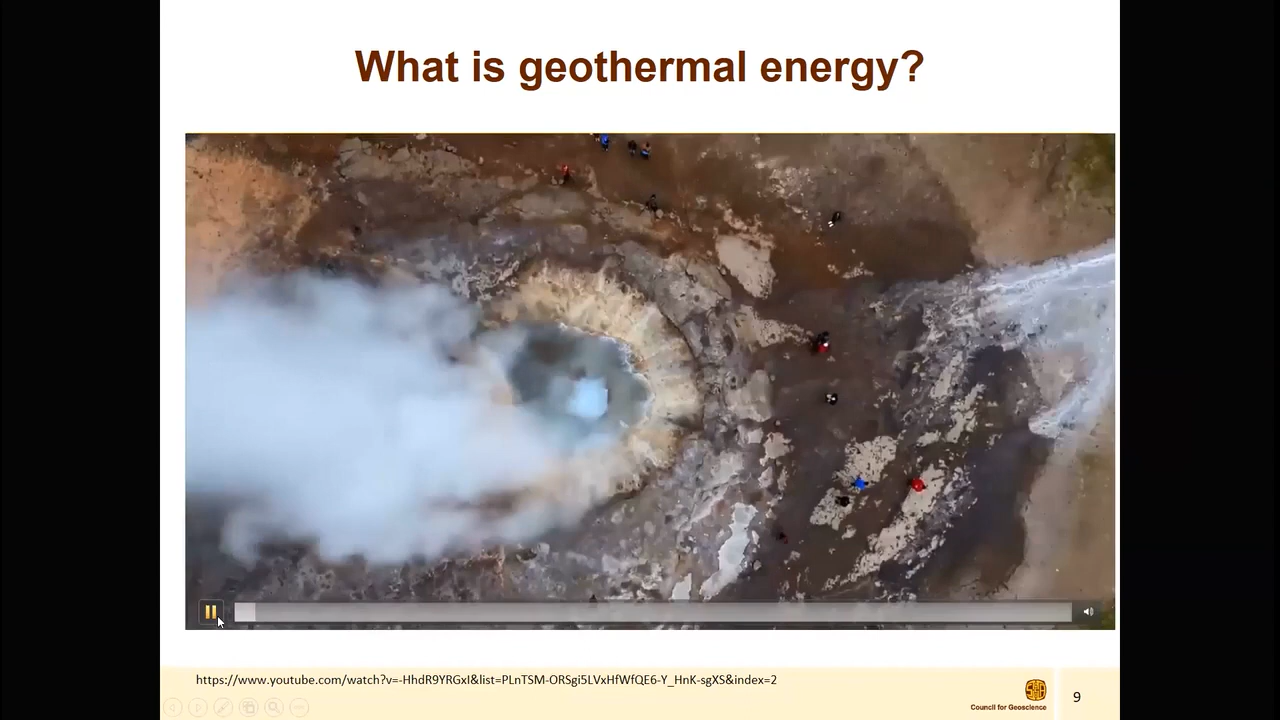 What is geothermal energy?
https://www.youtube.com/watch?v=-HhdR9YRGxI&list=PLnTSM-ORSgi5LVxHfWfQE6-Y_HnK-sgXS&index=2
Council for Geoscience
9